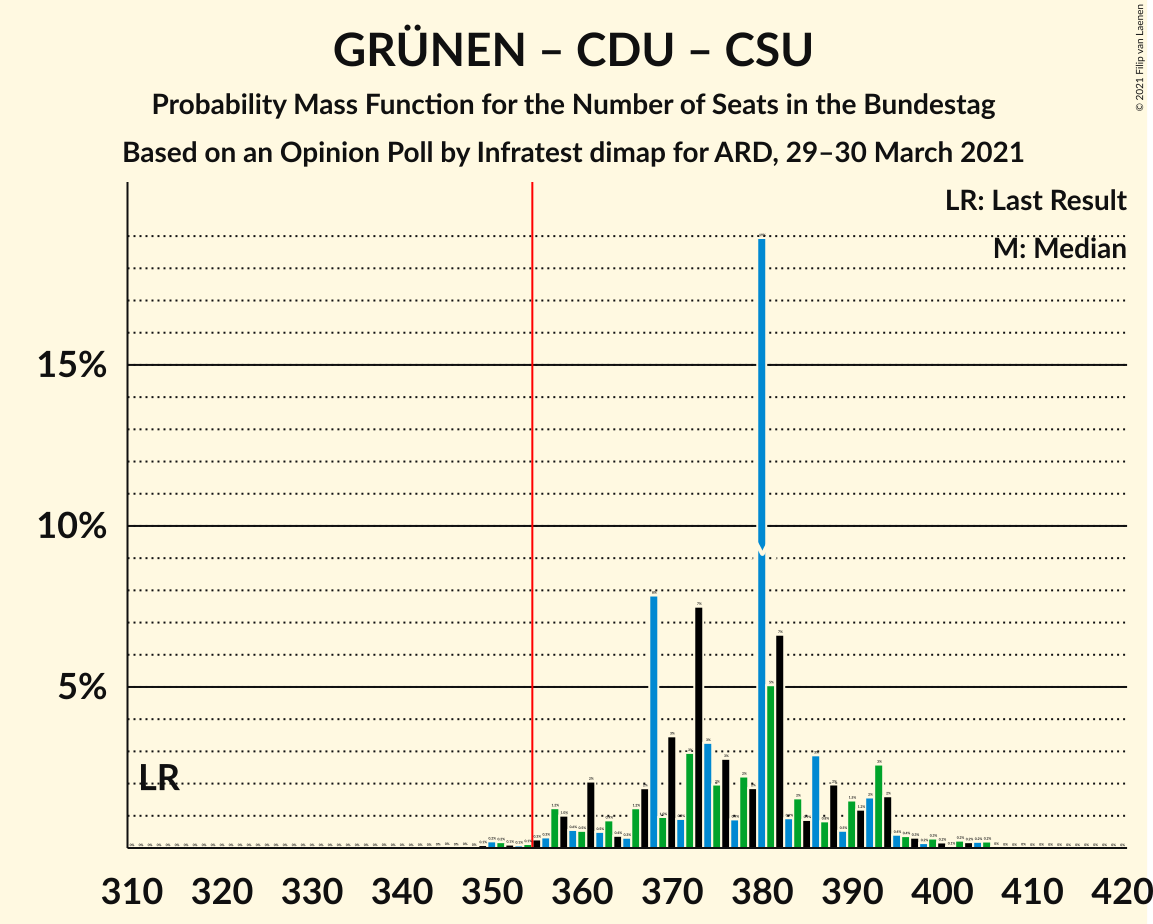 GRÜNEN – CDU – CSU
Probability Mass Function for the Number of Seats in the Bundestag
Based on an Opinion Poll by Infratest dimap for ARD, 29–30 March 2021
© 2021 Filip van Laenen
LR: Last Result
M: Median
15%
10%
5%
LR
310 320 330 340 350 360 370 380 390 400 410 420